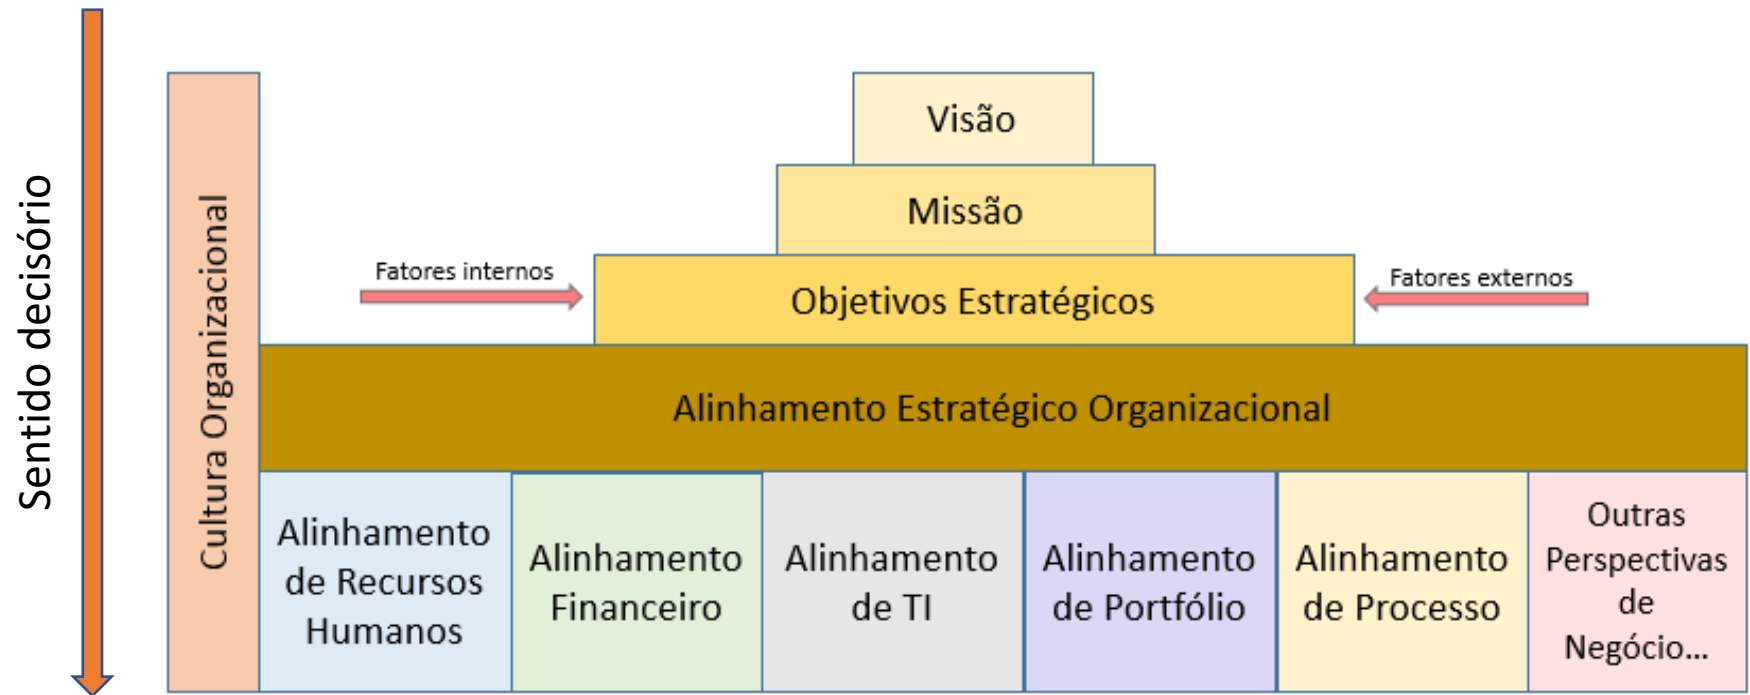 Sentido decisório
Cultura Organizacional
Visão
Missão
Fatores internos
Objetivos Estratégicos
Fatores externos
Alinhamento Estratégico Organizacional
Alinhamento
de Recursos
Humanos
Alinhamento
Financeiro
Alinhamento
de TI
Alinhamento
de Portfólio
Alinhamento
de Processo
Outras
Perspectivas
de
Negócio...